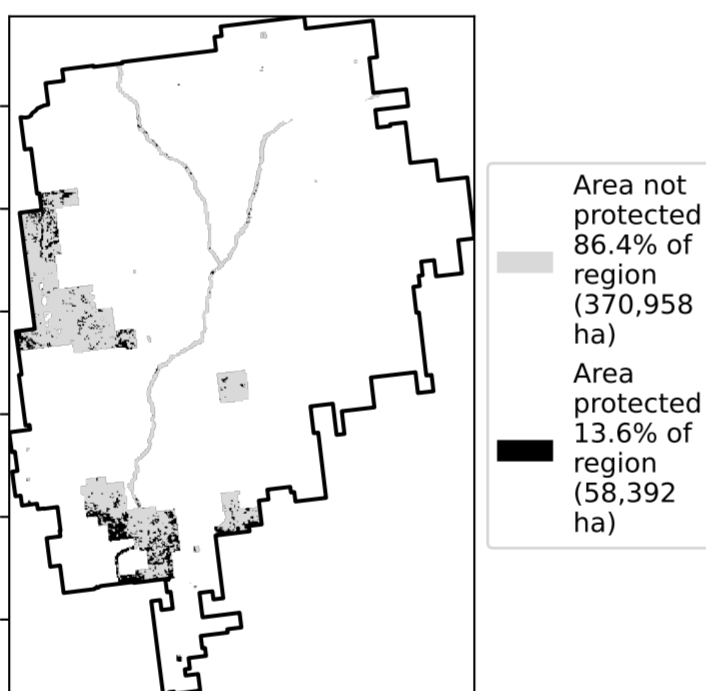 Area not
protected
86.4% of
region
(370,958
ha)
Area
protected
13.6% of
region
(58,392
ha)